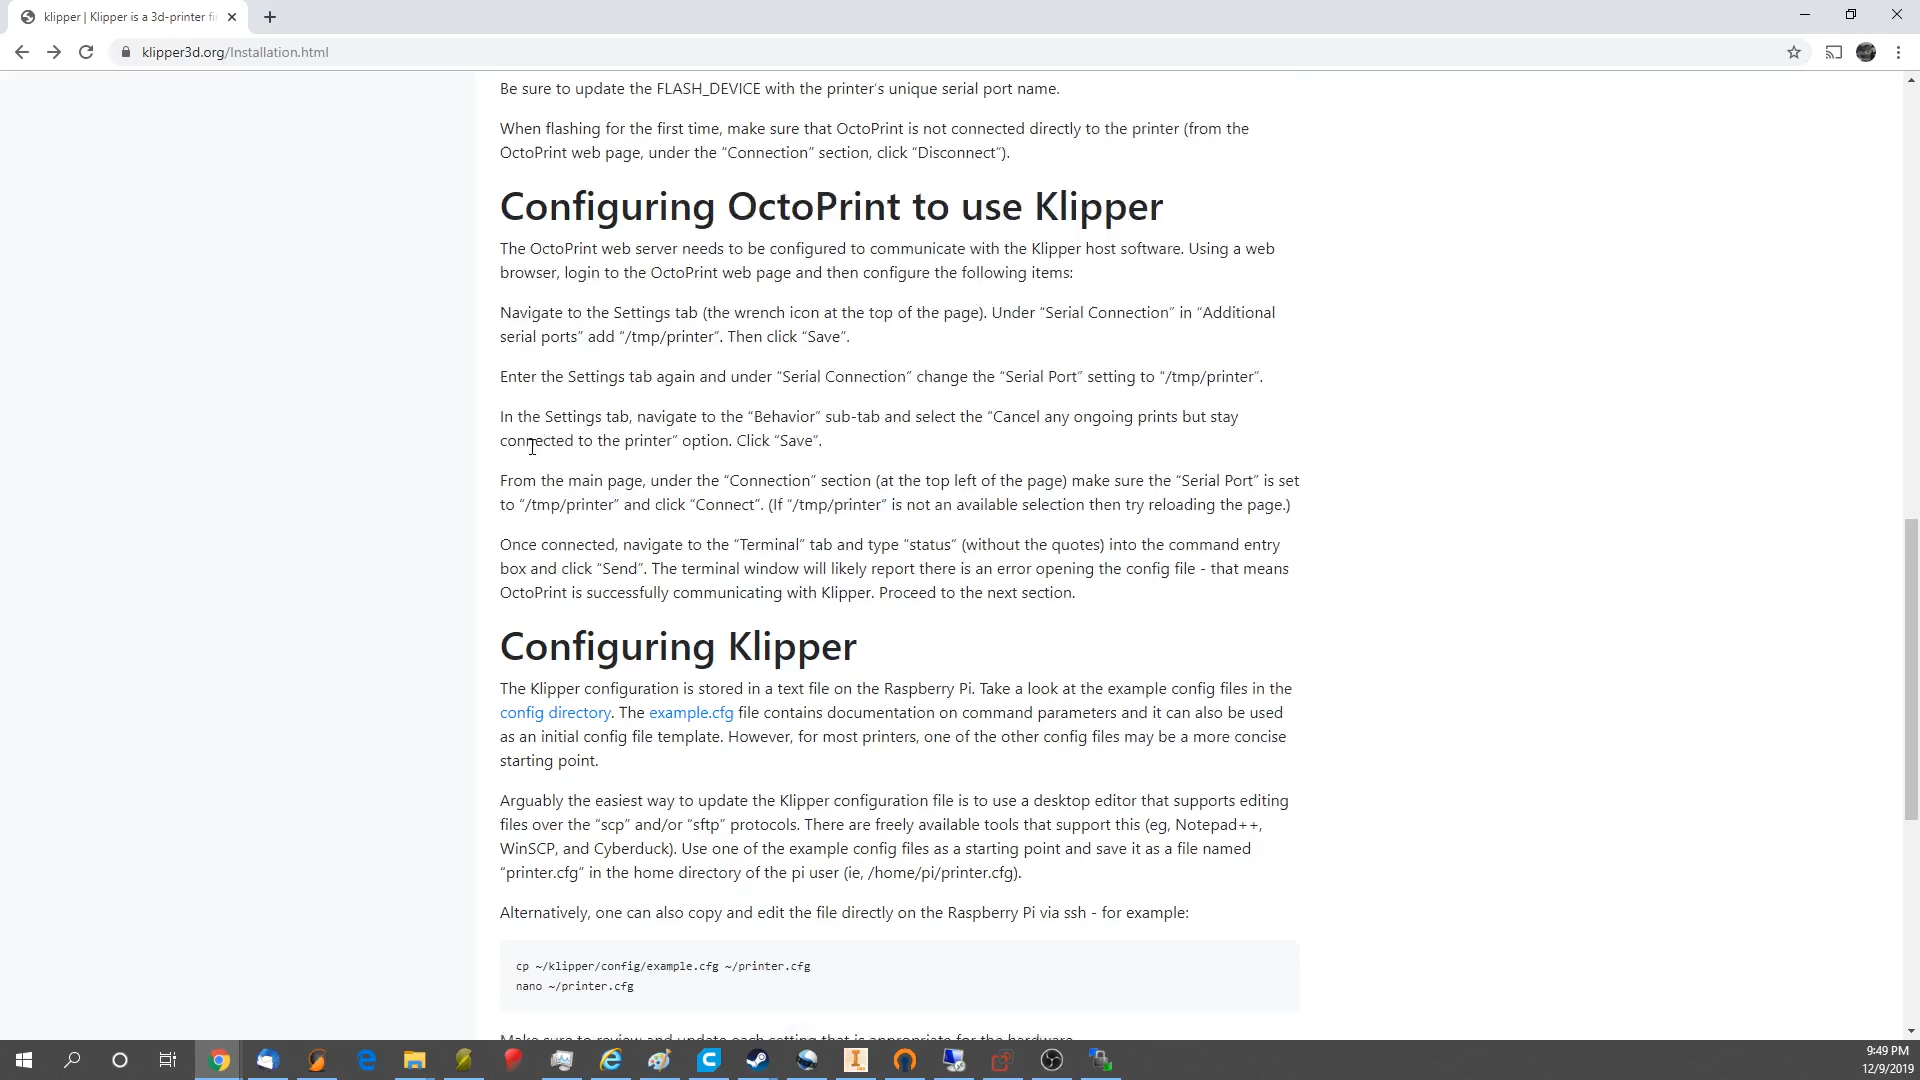 klipper | Klipper is a 3d-printer fi
klipper3d.org/Installation.html
Be sure to update the FLASH_DEVICE with the printer’s unique serial port name.
When flashing for the first time, make sure that OctoPrint is not connected directly to the printer (from the
OctoPrint web page, under the “Connection” section, click “Disconnect”).
Configuring OctoPrint to use Klipper
The OctoPrint web server needs to be configured to communicate with the Klipper host software. Using a web
browser, login to the OctoPrint web page and then configure the following items:
Navigate to the Settings tab (the wrench icon at the top of the page). Under “Serial Connection” in “Additional
serial ports” add “/tmp/printer”. Then click “Save”.
Enter the Settings tab again and under “Serial Connection” change the “Serial Port” setting to “/tmp/printer”.
In the Settings tab, navigate to the “Behavior” sub-tab and select the “Cancel any ongoing prints but stay
connected to the printer” option. Click “Save”.
From the main page, under the “Connection” section (at the top left of the page) make sure the “Serial Port” is set
to “/tmp/printer” and click “Connect”. (If “/tmp/printer” is not an available selection then try reloading the page.)
Once connected, navigate to the “Terminal” tab and type “status” (without the quotes) into the command entry
box and click “Send”. The terminal window will likely report there is an error opening the config file - that means
OctoPrint is successfully communicating with Klipper. Proceed to the next section.
Configuring Klipper
The Klipper configuration is stored in a text file on the Raspberry Pi. Take a look at the example config files in the
config directory. The example.cfg file contains documentation on command parameters and it can also be used
as an initial config file template. However, for most printers, one of the other config files may be a more concise
starting point.
Arguably the easiest way to update the Klipper configuration file is to use a desktop editor that supports editing
files over the “scp” and/or “sftp” protocols. There are freely available tools that support this (eg, Notepad++,
WinSCP, and Cyberduck). Use one of the example config files as a starting point and save it as a file named
“printer.cfg” in the home directory of the pi user (ie, /home/pi/printer.cfg).
Alternatively, one can also copy and edit the file directly on the Raspberry Pi via ssh - for example:
cp ~/klipper/config/example.cfg ~/printer.cfg
nano ~/printer.cfg
Make sure to review and update each setting that is appropriate for the hardware.
9:49 PM
12/9/2019